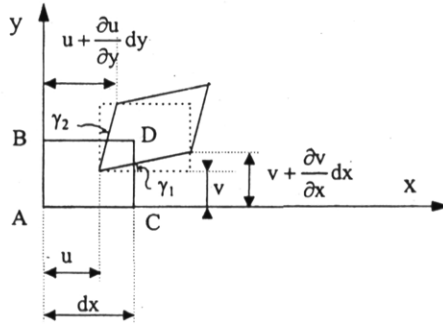 y
u + ∂u/∂y dy
γ₂
B
D
γ₁
v
v + ∂v/∂x dx
x
A
C
u
dx